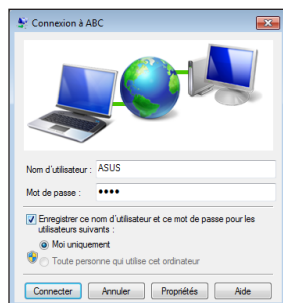 Connexion à ABC
Nom d'utilisateur : ASUS
Mot de passe : ••••
Enregistrer ce nom d'utilisateur et ce mot de passe pour les
utilisateurs suivants :
Moi uniquement
Toute personne qui utilise cet ordinateur
Connecter Annuler Propriétés Aide